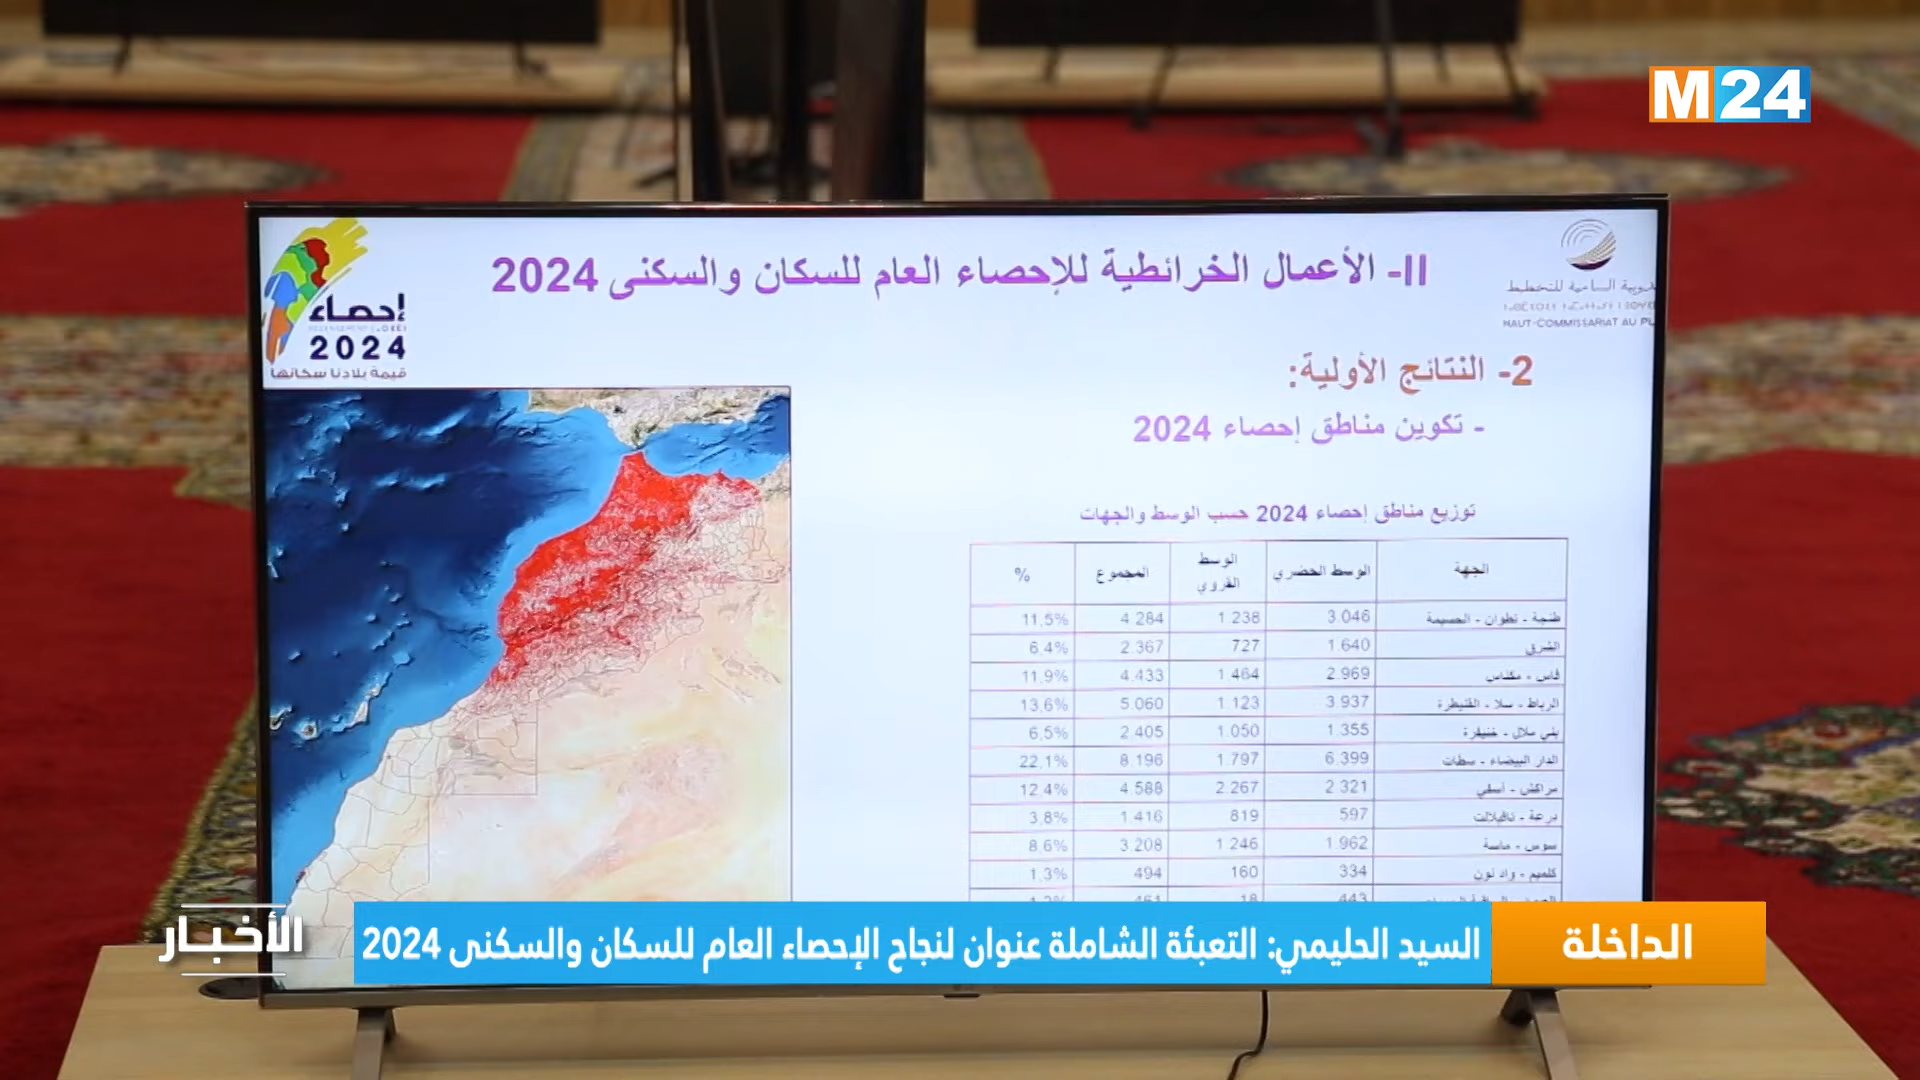 M24
II- الأعمال الخرائطية للإحصاء العام للسكان والسكنى 2024
إحصاء
2024
قيمة بلادنا سكانها
السامية للتخطيط
HAUT-COMMISSARIAT AU PL
2- النتائج الأولية:
- تكوين مناطق إحصاء 2024
توزيع مناطق إحصاء 2024 حسب الوسط والجهات
الجهة الوسط الحضري الوسط القروي المجموع %
طنجة - تطوان - الحسيمة 3.046 1.238 4.284 11,5%
الشرق 1.640 727 2.367 6,4%
فاس - مكناس 2.969 1.464 4.433 11,9%
الرباط - سلا - القنيطرة 3.937 1.123 5.060 13,6%
بني ملال - خنيفرة 1.355 1.050 2.405 6,5%
الدار البيضاء - سطات 6.399 1.797 8.196 22,1%
مراكش - أسفي 2.321 2.267 4.588 12,4%
درعة - تافيلالت 597 819 1.416 3,8%
سوس - ماسة 1.962 1.246 3.208 8,6%
كلميم - واد نون 334 160 494 1,3%
الداخلة
السيد الحليمي: التعبئة الشاملة عنوان لنجاح الإحصاء العام للسكان والسكنى 2024
الأخبار